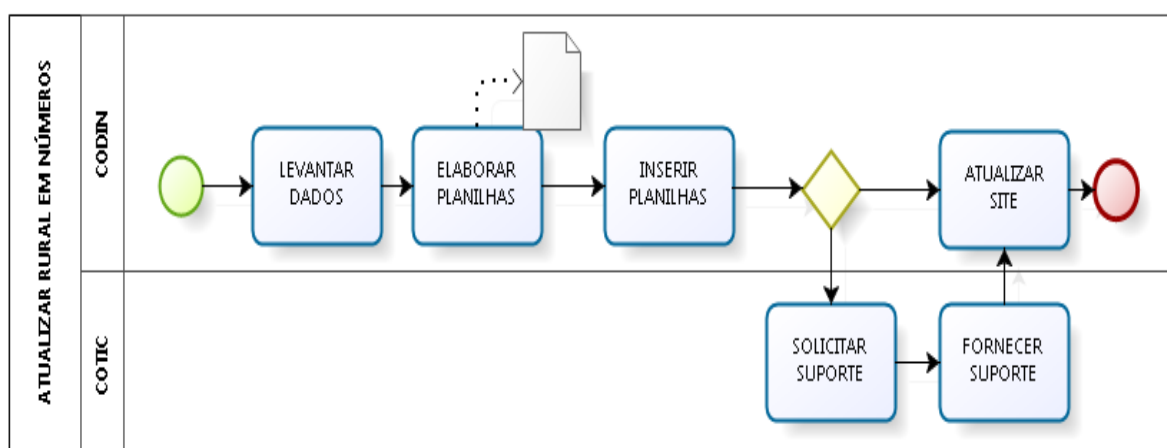 ATUALIZAR RURAL EM NÚMEROS
CODIN
LEVANTAR
DADOS
ELABORAR
PLANILHAS
INSERIR
PLANILHAS
ATUALIZAR
SITE
COTIC
SOLICITAR
SUPORTE
FORNECER
SUPORTE